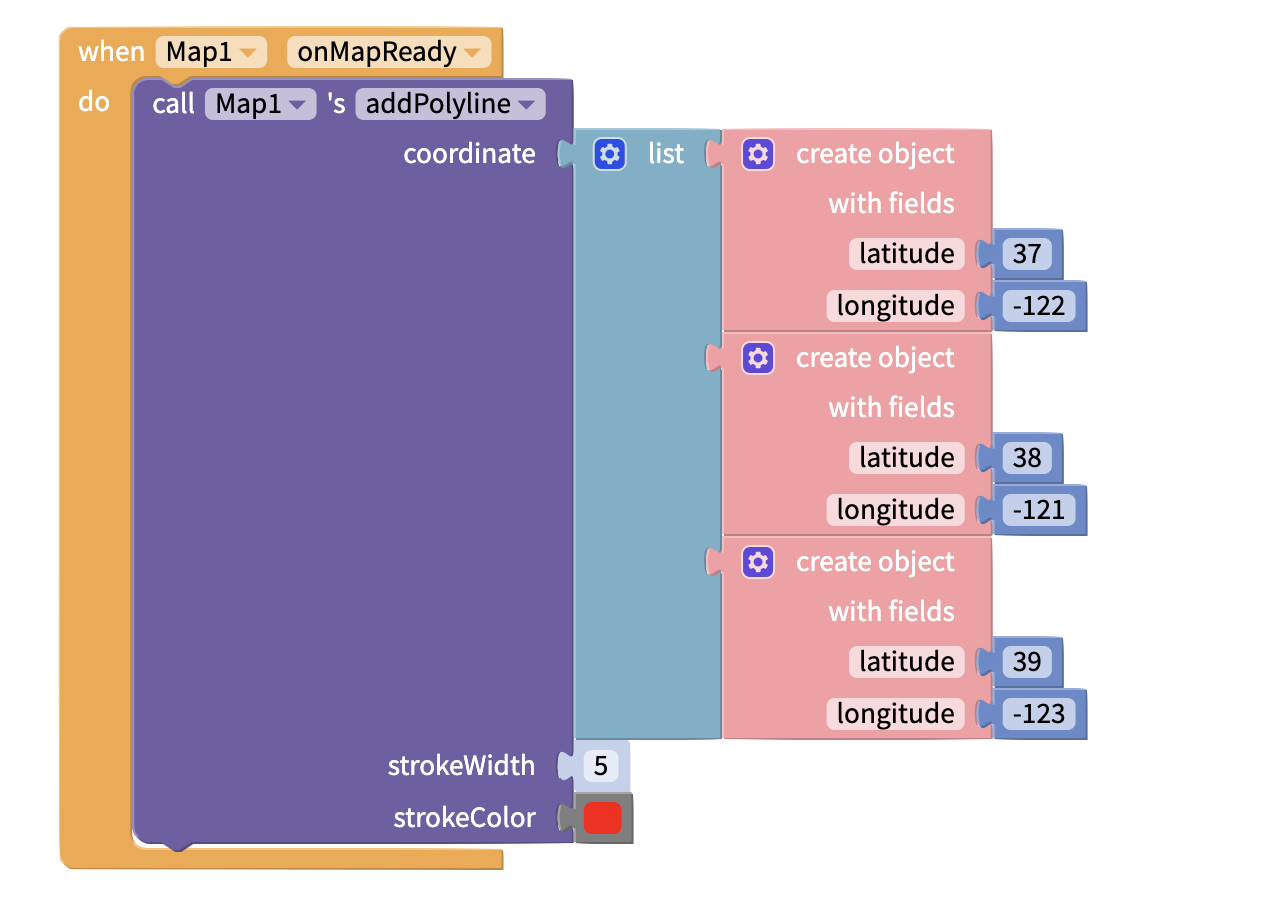 when Map1 onMapReady
do call Map1 's addPolyline
coordinate list create object
with fields
latitude 37
longitude -122
create object
with fields
latitude 38
longitude -121
create object
with fields
latitude 39
longitude -123
strokeWidth 5
strokeColor